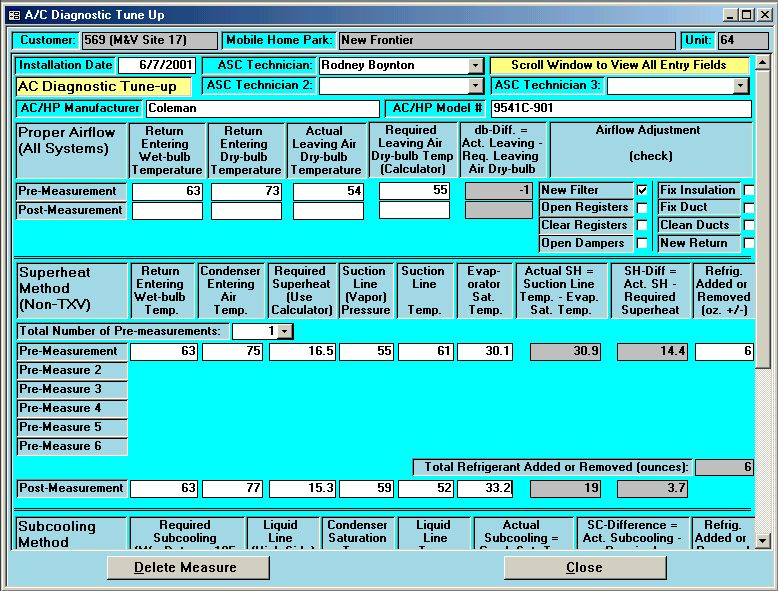 A/C Diagnostic Tune Up
Customer: 569 (M&V Site 17) Mobile Home Park: New Frontier Unit: 64
Installation Date 6/7/2001 ASC Technician: Rodney Boynton Scroll Window to View All Entry Fields
AC Diagnostic Tune-up ASC Technician 2: ASC Technician 3:
AC/HP Manufacturer Coleman AC/HP Model # 9541C-901
Proper Airflow (All Systems)
Return Entering Wet-bulb Temperature
Return Entering Dry-bulb Temperature
Actual Leaving Air Dry-bulb Temperature
Required Leaving Air Dry-bulb Temp (Calculator)
db-Diff. = Act. Leaving - Req. Leaving Air Dry-bulb
Airflow Adjustment (check)
Pre-Measurement 63 73 54 55 -1
Post-Measurement
New Filter Fix Insulation
Open Registers Fix Duct
Clear Registers Clean Ducts
Open Dampers New Return
Superheat Method (Non-TXV)
Return Entering Wet-bulb Temp.
Condenser Entering Air Temp.
Required Superheat (Use Calculator)
Suction Line (Vapor) Pressure
Suction Line Temp.
Evap-orator Sat. Temp.
Actual SH = Suction Line Temp. - Evap. Sat. Temp.
SH-Diff = Act. SH - Required Superheat
Refrig. Added or Removed (oz. +/-)
Total Number of Pre-measurements: 1
Pre-Measurement 63 75 16.5 55 61 30.1 30.9 14.4 6
Pre-Measure 2
Pre-Measure 3
Pre-Measure 4
Pre-Measure 5
Pre-Measure 6
Total Refrigerant Added or Removed (ounces): 6
Post-Measurement 63 77 15.3 59 52 33.2 19 3.7
Subcooling Method
Required Subcooling
Liquid Line
Condenser Saturation
Liquid Line
Actual Subcooling =
SC-Difference = Act. Subcooling -
Refrig. Added or
Delete Measure Close